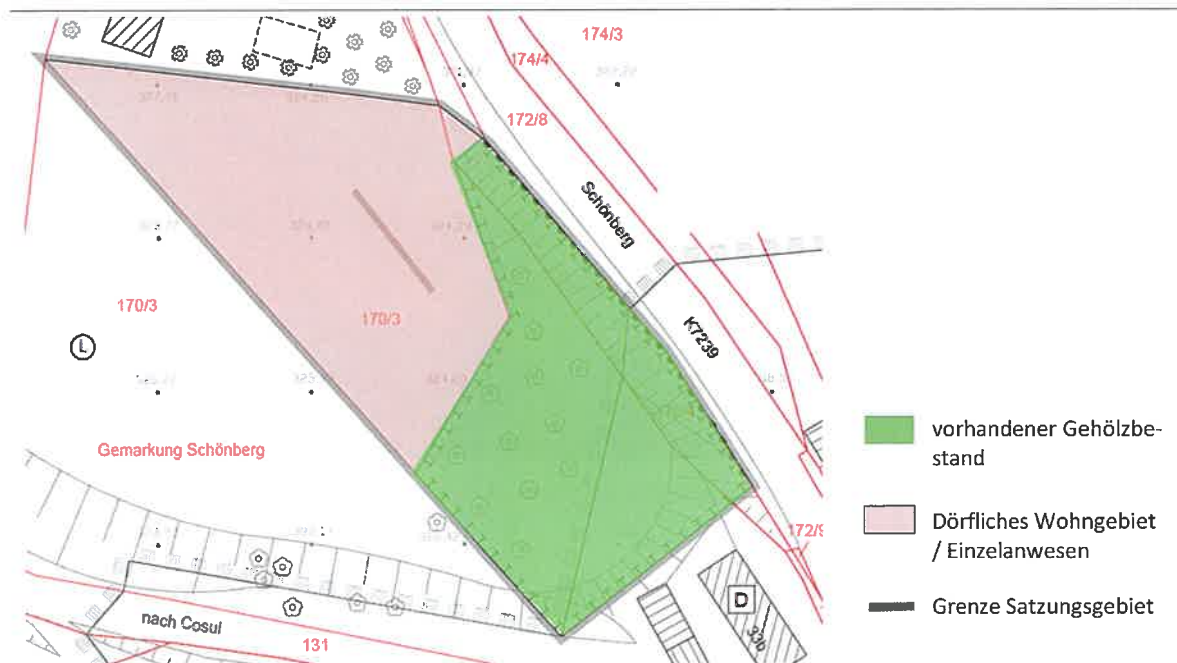 174/3
174/4
172/8
Schönberg
170/3
170/3
K7239
L
Gemarkung Schönberg
vorhandener Gehölzbe-
stand
Dörfliches Wohngebiet
/ Einzelanwesen
Grenze Satzungsgebiet
172/9
D
33b
nach Cosul
131